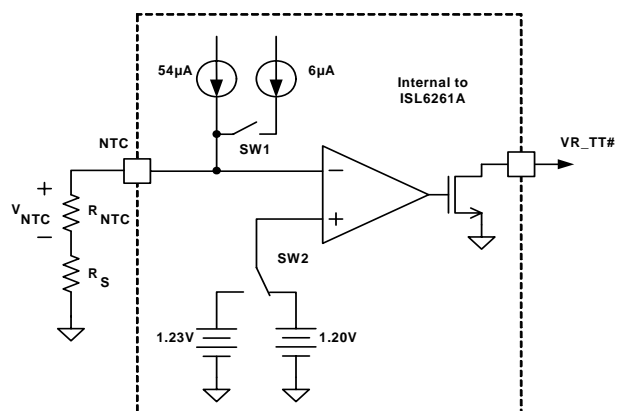 54µA
6µA
Internal to
ISL6261A
NTC
VR_TT#
SW1
+
−
V
NTC
R
NTC
−
+
SW2
R
S
1.23V
1.20V